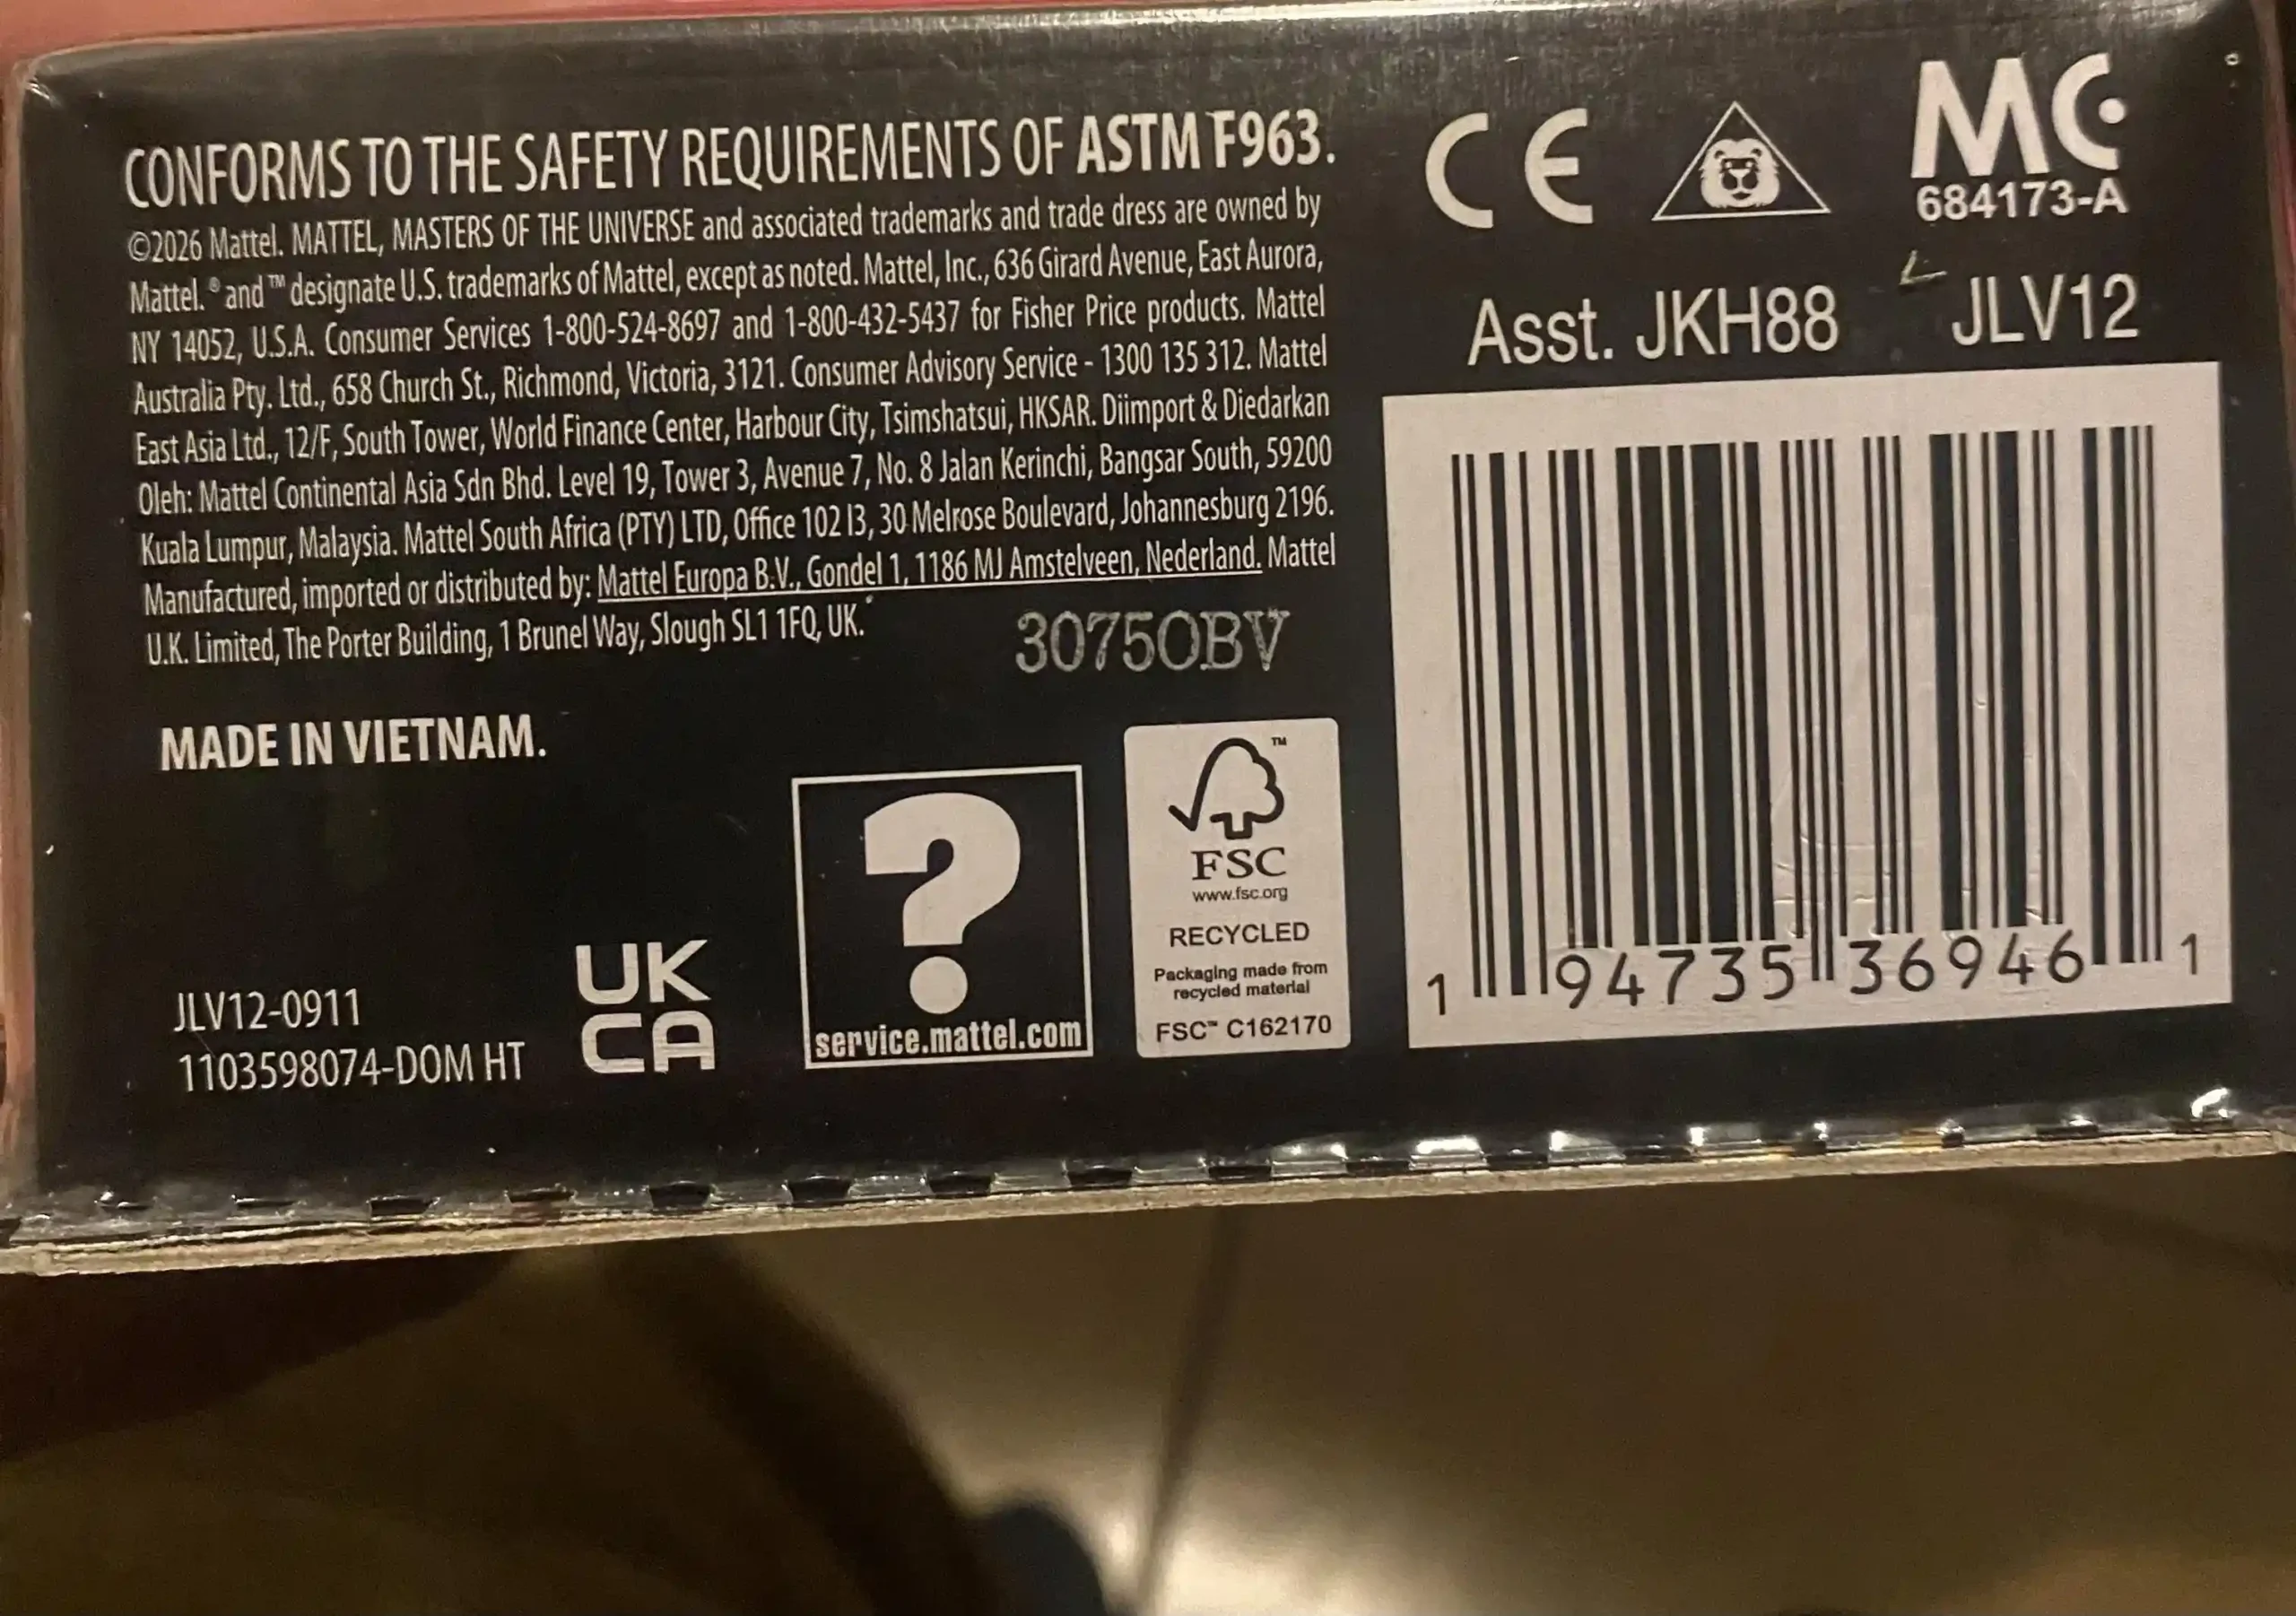 CONFORMS TO THE SAFETY REQUIREMENTS OF ASTM F963.
©2026 Mattel. MATTEL, MASTERS OF THE UNIVERSE and associated trademarks and trade dress are owned by
Mattel. ® and ™ designate U.S. trademarks of Mattel, except as noted. Mattel, Inc., 636 Girard Avenue, East Aurora,
NY 14052, U.S.A. Consumer Services 1-800-524-8697 and 1-800-432-5437 for Fisher Price products. Mattel
Australia Pty. Ltd., 658 Church St., Richmond, Victoria, 3121. Consumer Advisory Service - 1300 135 312. Mattel
East Asia Ltd., 12/F, South Tower, World Finance Center, Harbour City, Tsimshatsui, HKSAR. Diimport & Diedarkan
Oleh: Mattel Continental Asia Sdn Bhd. Level 19, Tower 3, Avenue 7, No. 8 Jalan Kerinchi, Bangsar South, 59200
Kuala Lumpur, Malaysia. Mattel South Africa (PTY) LTD, Office 102 I3, 30 Melrose Boulevard, Johannesburg 2196.
Manufactured, imported or distributed by: Mattel Europa B.V., Gondel 1, 1186 MJ Amstelveen, Nederland. Mattel
U.K. Limited, The Porter Building, 1 Brunel Way, Slough SL1 1FQ, UK.
30750BV
MADE IN VIETNAM.
JLV12-0911
1103598074-DOM HT
UK
CA
?
service.mattel.com
™
FSC
www.fsc.org
RECYCLED
Packaging made from
recycled material
FSC™ C162170
CE
MC
684173-A
Asst. JKH88 JLV12
1 94735 36946 1